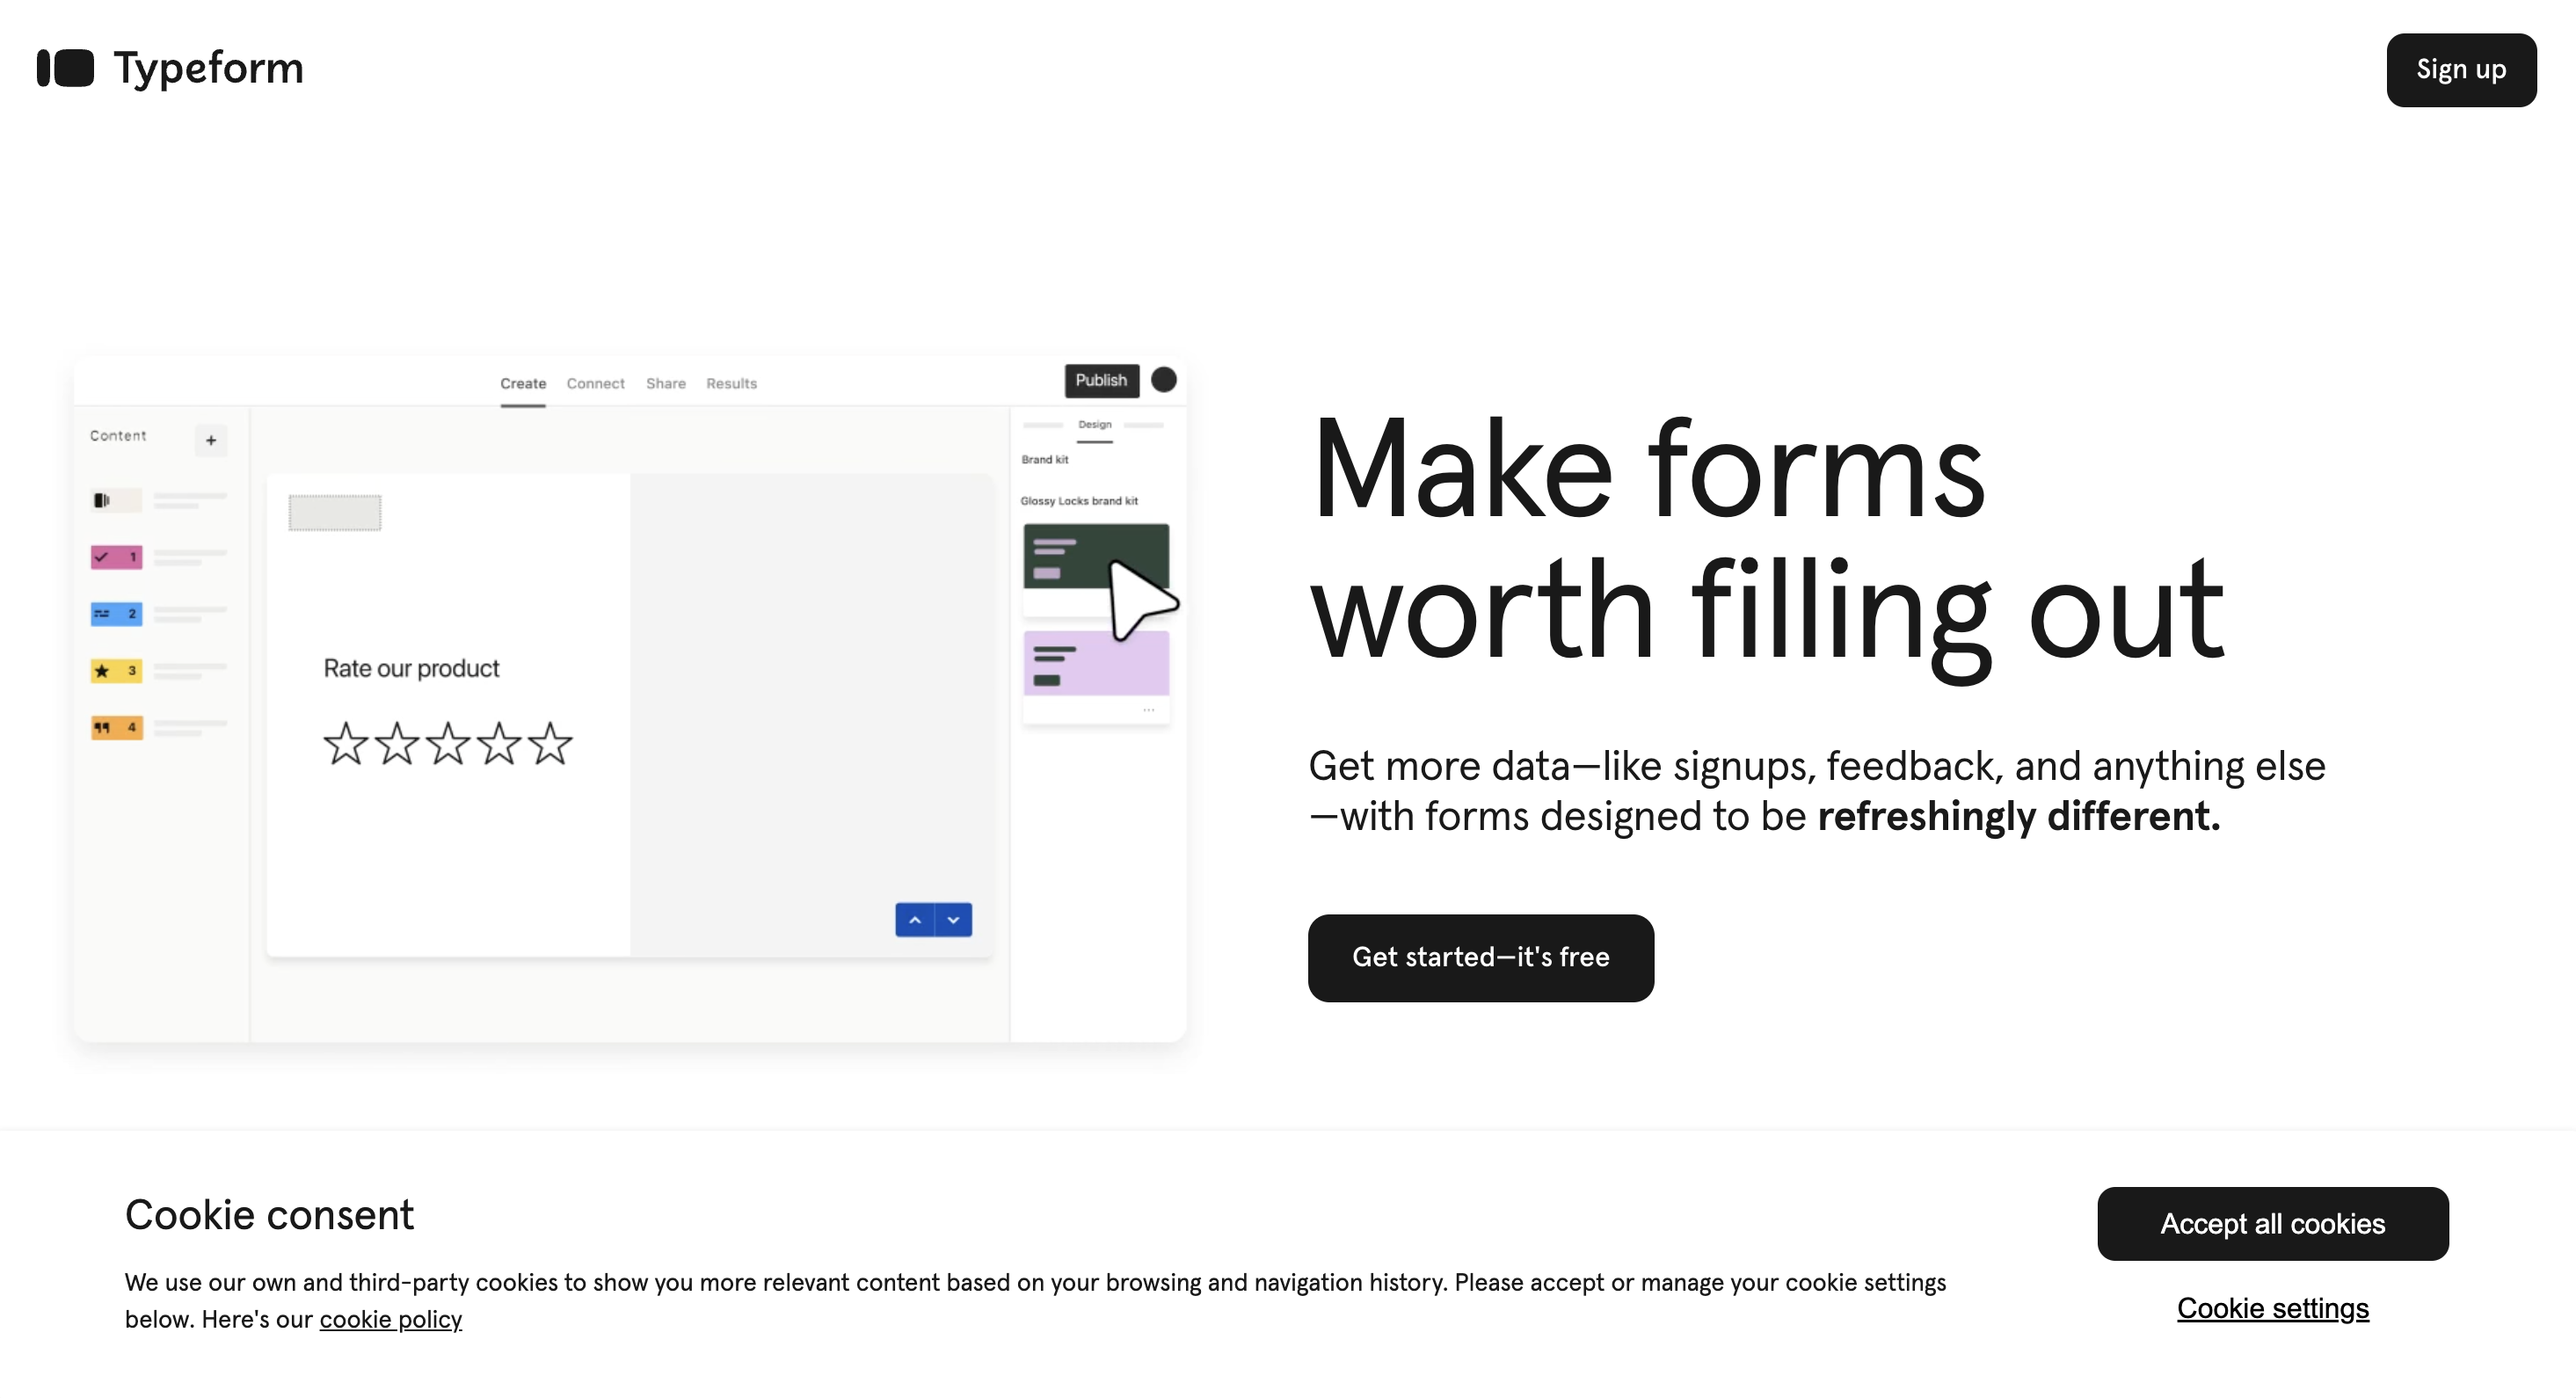 Typeform
Sign up
Create Connect Share Results
Publish
Content
+
1
2
3
4
Rate our product
Design
Brand kit
Glossy Locks brand kit
...
Make forms
worth filling out
Get more data—like signups, feedback, and anything else
—with forms designed to be refreshingly different.
Get started—it's free
Cookie consent
We use our own and third-party cookies to show you more relevant content based on your browsing and navigation history. Please accept or manage your cookie settings
below. Here's our cookie policy
Accept all cookies
Cookie settings